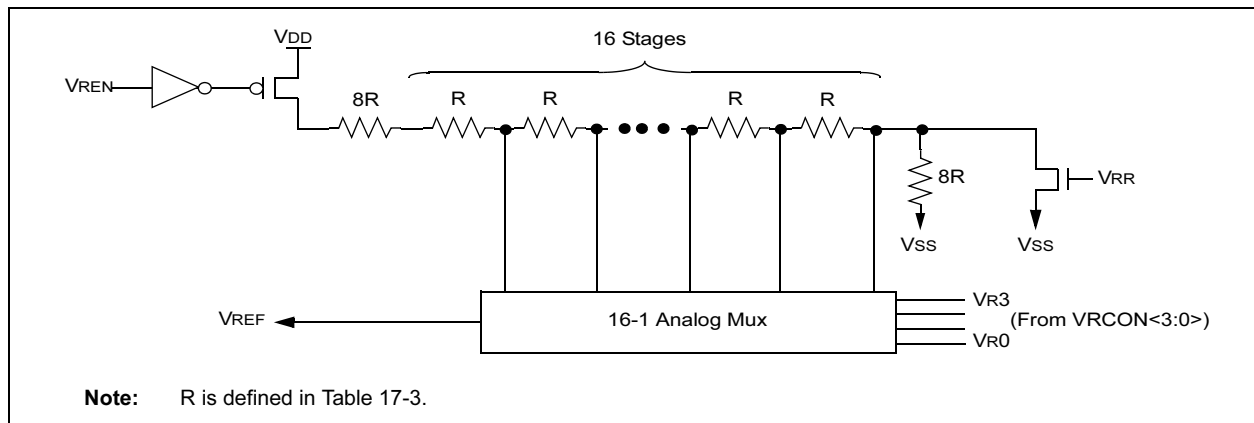 VDD
16 Stages
VREN
8R R R R R
8R
VRR
VSS VSS
VREF
16-1 Analog Mux
VR3
(From VRCON<3:0>)
VR0
Note: R is defined in Table 17-3.